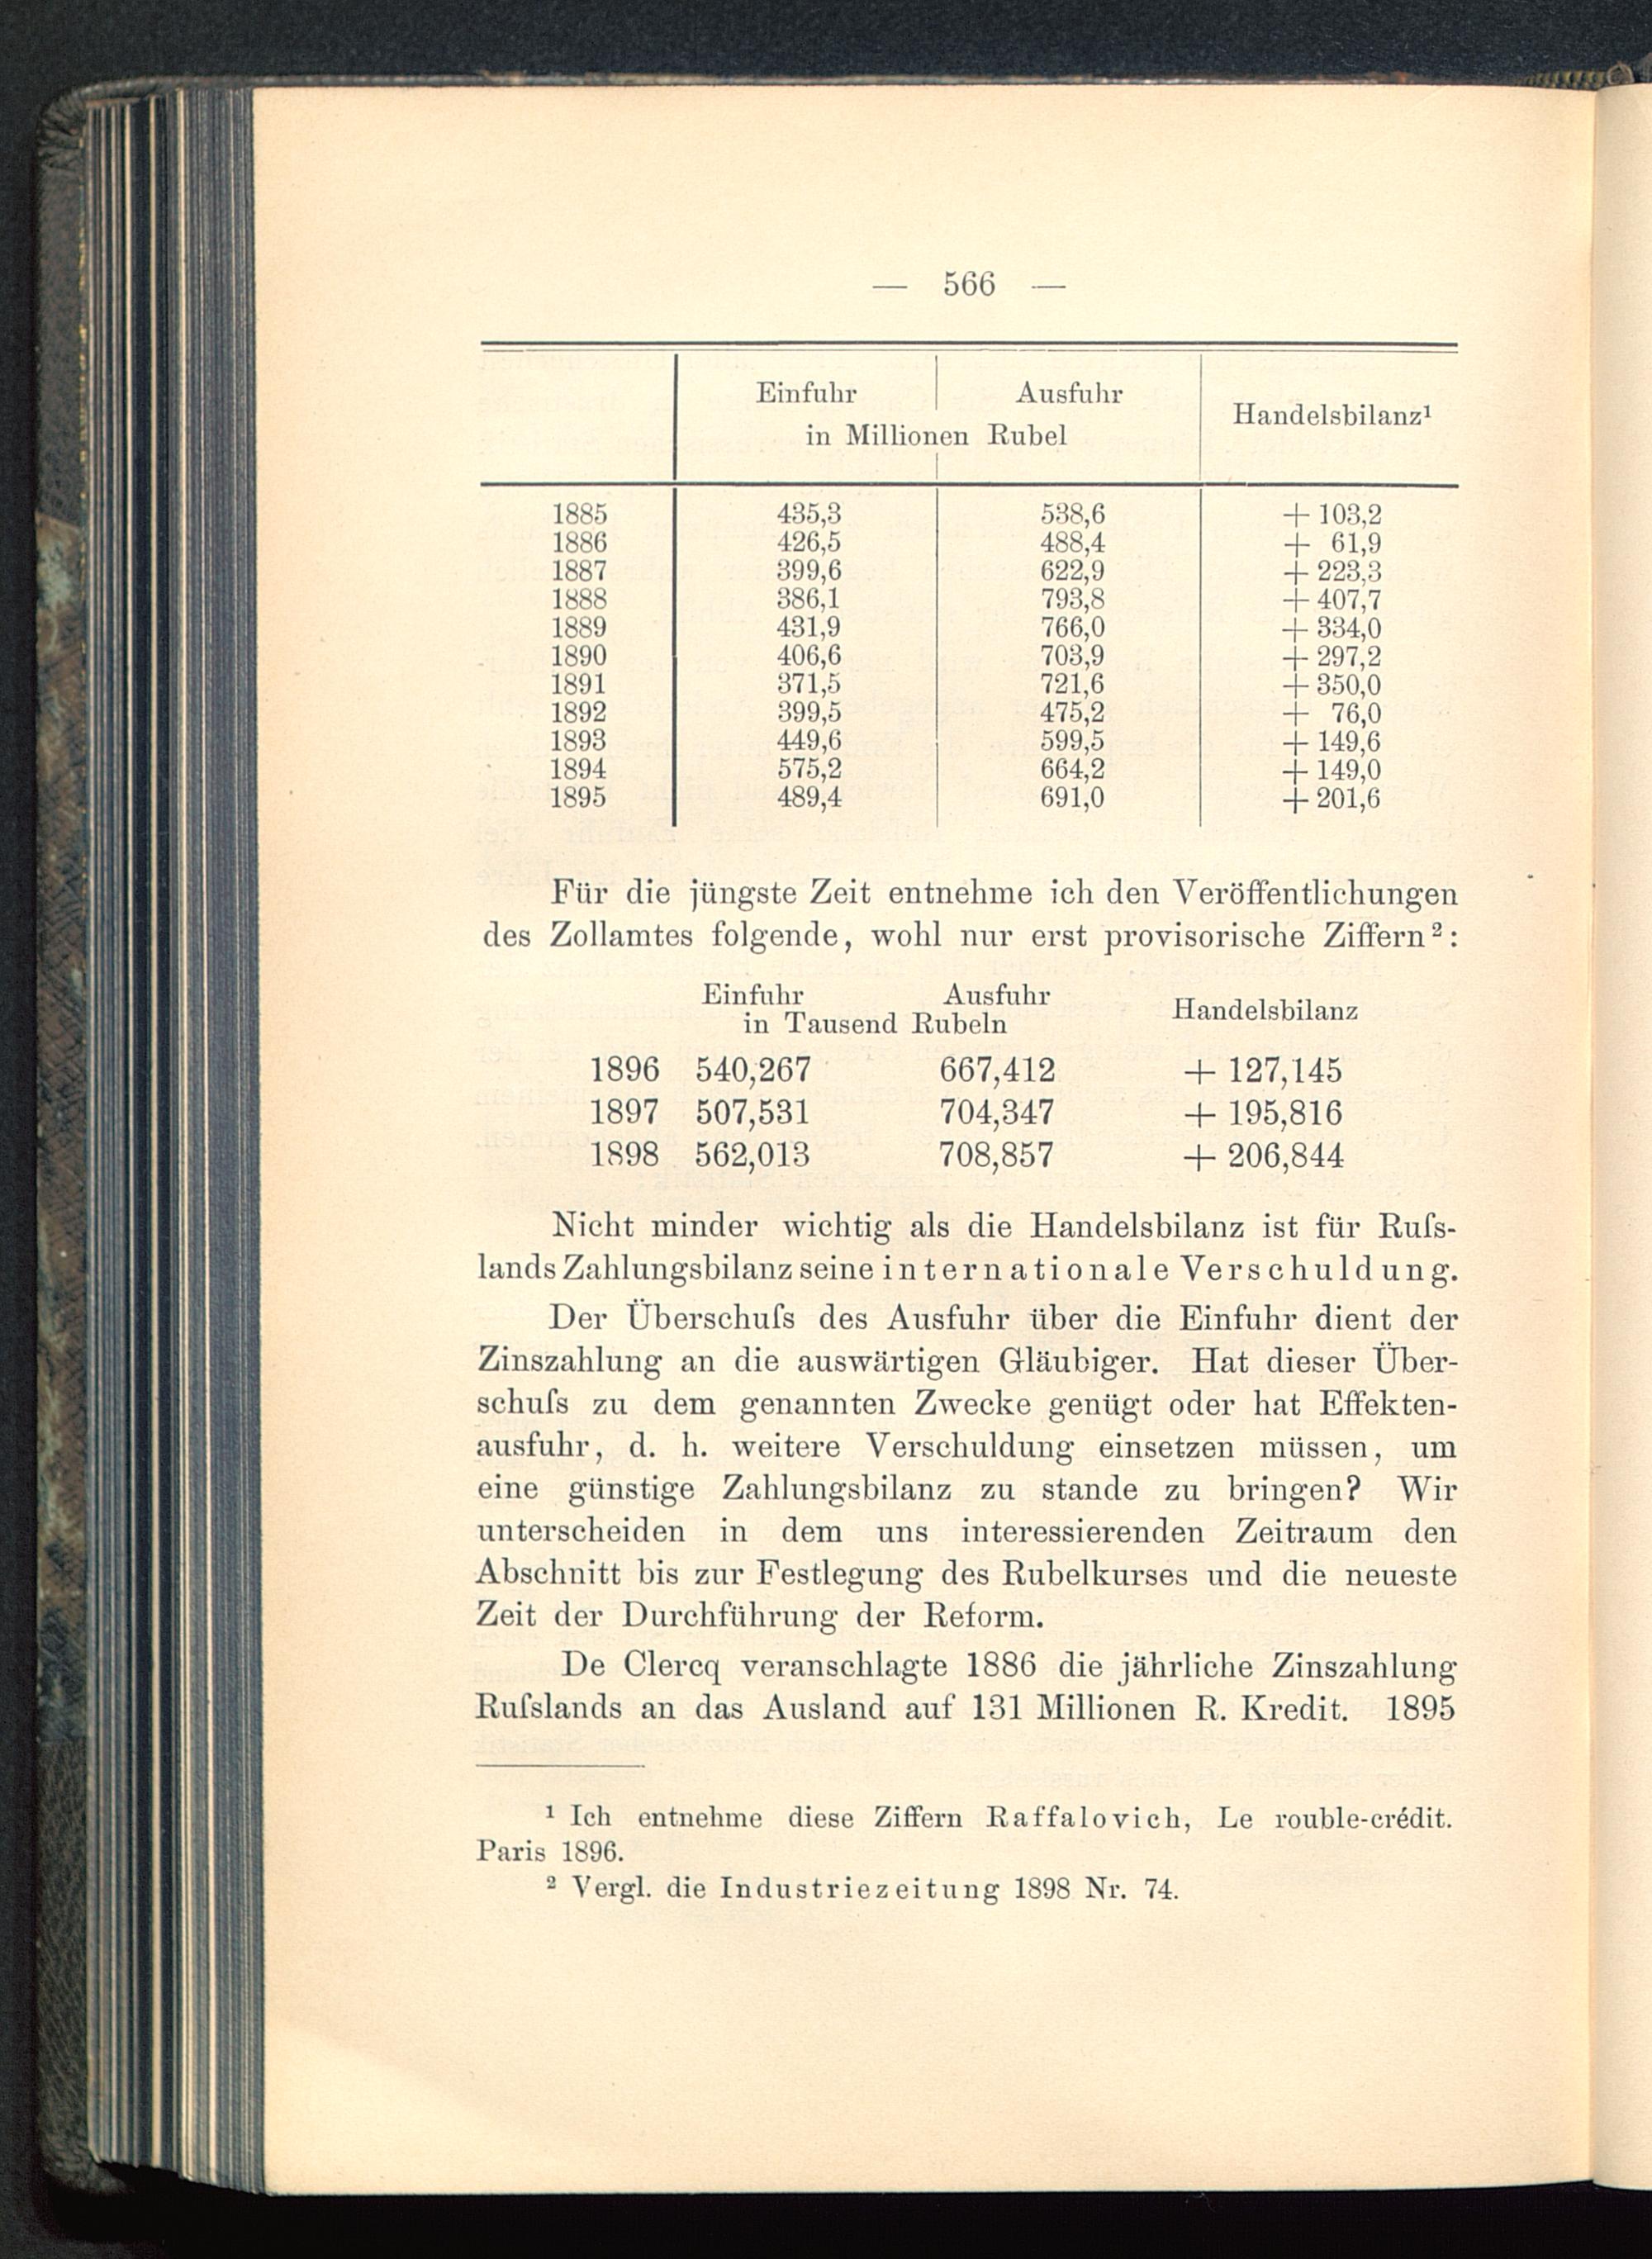 — 566 —
Einfuhr Ausfuhr Handelsbilanz¹
in Millionen Rubel
1885 435,3 538,6 + 103,2
1886 426,5 488,4 + 61,9
1887 399,6 622,9 + 223,3
1888 386,1 793,8 + 407,7
1889 431,9 766,0 + 334,0
1890 406,6 703,9 + 297,2
1891 371,5 721,6 + 350,0
1892 399,5 475,2 + 76,0
1893 449,6 599,5 + 149,6
1894 575,2 664,2 + 149,0
1895 489,4 691,0 + 201,6
Für die jüngste Zeit entnehme ich den Veröffentlichungen
des Zollamtes folgende, wohl nur erst provisorische Ziffern²:
Einfuhr Ausfuhr Handelsbilanz
in Tausend Rubeln
1896 540,267 667,412 + 127,145
1897 507,531 704,347 + 195,816
1898 562,013 708,857 + 206,844
Nicht minder wichtig als die Handelsbilanz ist für Ruſs-
lands Zahlungsbilanz seine internationale Verschuldung.
Der Überschuſs des Ausfuhr über die Einfuhr dient der
Zinszahlung an die auswärtigen Gläubiger. Hat dieser Über-
schuſs zu dem genannten Zwecke genügt oder hat Effekten-
ausfuhr, d. h. weitere Verschuldung einsetzen müssen, um
eine günstige Zahlungsbilanz zu stande zu bringen? Wir
unterscheiden in dem uns interessierenden Zeitraum den
Abschnitt bis zur Festlegung des Rubelkurses und die neueste
Zeit der Durchführung der Reform.
De Clercq veranschlagte 1886 die jährliche Zinszahlung
Ruſslands an das Ausland auf 131 Millionen R. Kredit. 1895
¹ Ich entnehme diese Ziffern Raffalovich, Le rouble-crédit.
Paris 1896.
² Vergl. die Industriezeitung 1898 Nr. 74.